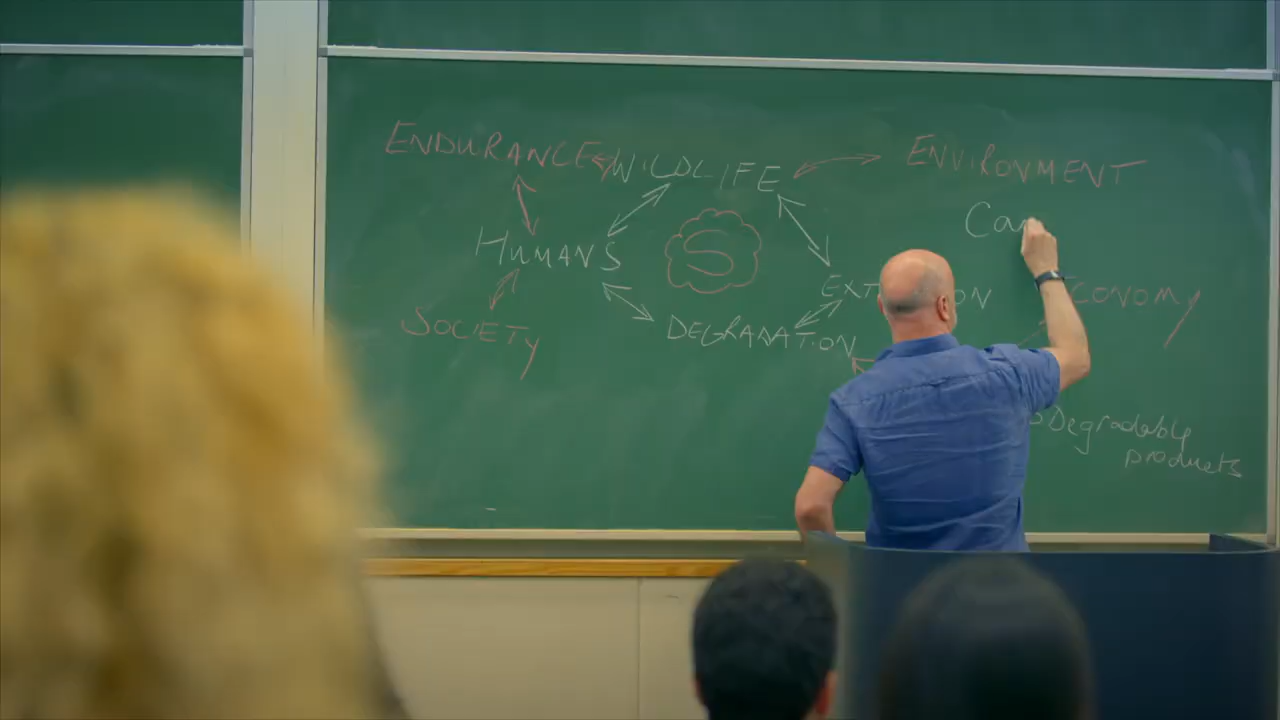 ENDURANCE WILDLIFE ENVIRONMENT
Ca
HUMANS S
EXT ON CONOMY
SOCIETY DEGRADATION
Degradable
products